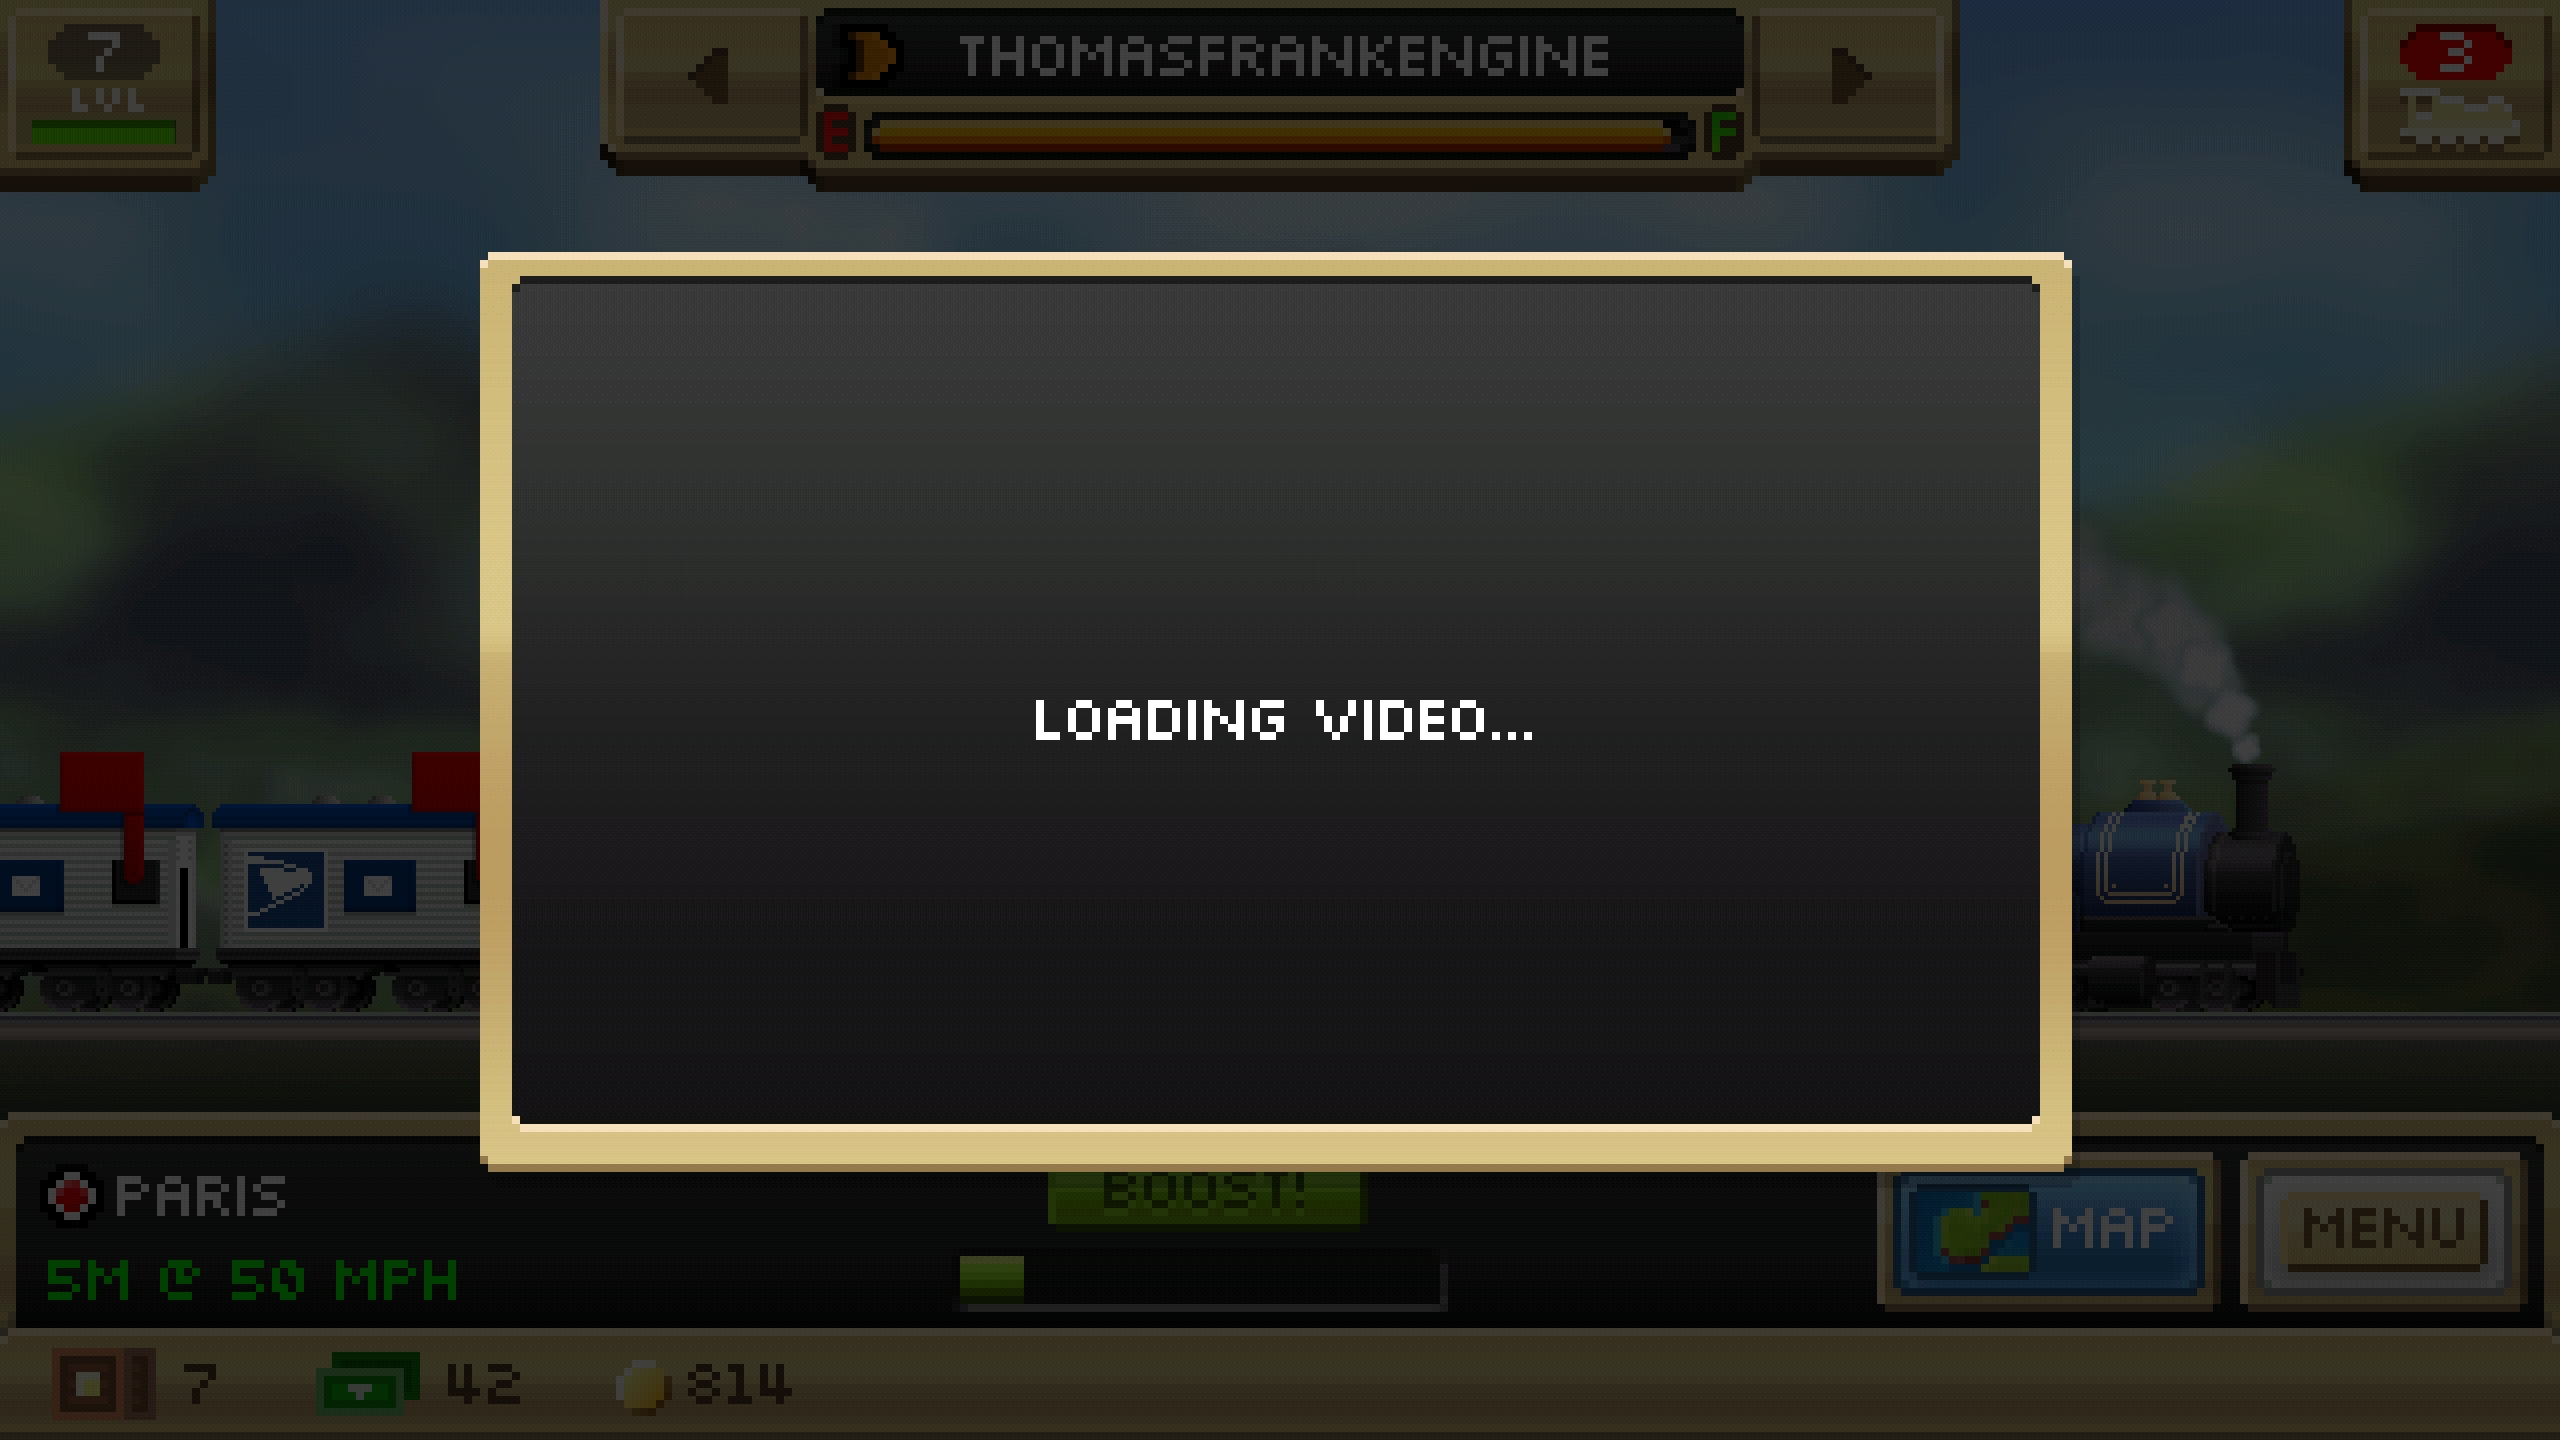 7
LVL
THOMASFRANKENGINE
E
F
3
LOADING VIDEO...
PARIS
5M @ 50 MPH
BOOST!
MAP
MENU
7
42
814